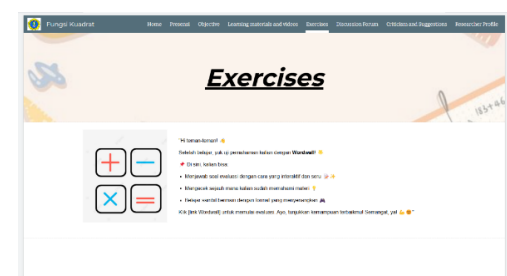 Fungsi Kuadrat
Home Personal Objective Learning materials and videos Exercises Discussion Forum Criticism and Suggestions Researcher Profile
Exercises
185+46
"Hi teman-teman! 👋
Setelah belajar, yuk uji pemahaman kalian dengan Wordwall! 🌟
📌 Di sini, kalian bisa:
• Menjawab soal evaluasi dengan cara yang interaktif dan seru 🎉✨
• Mengecek sejauh mana kalian sudah memahami materi 💡
• Belajar sambil bermain dengan format yang menyenangkan 🎮
Klik [link Wordwall] untuk memulai evaluasi. Ayo, tunjukkan kemampuan terbaikmu! Semangat, ya! 💪😊"